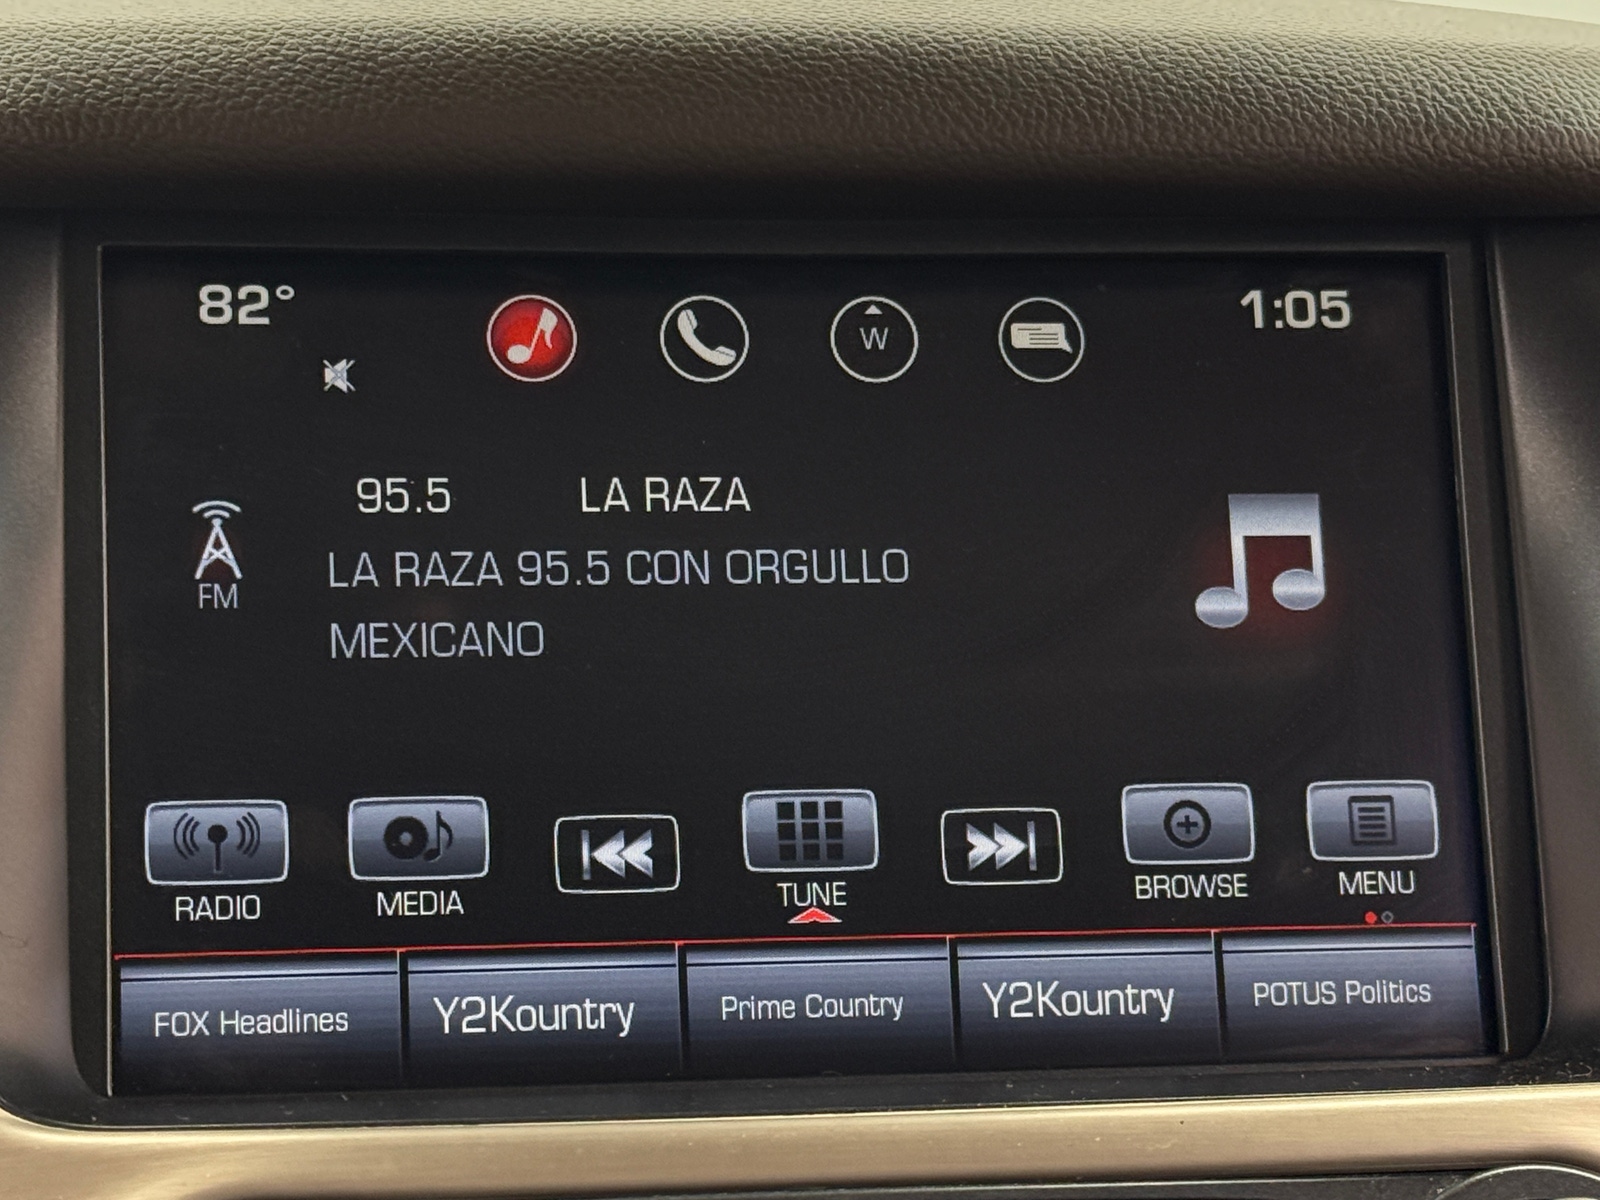 82°
W
1:05
95.5 LA RAZA
LA RAZA 95.5 CON ORGULLO
MEXICANO
FM
RADIO
MEDIA
TUNE
BROWSE
MENU
FOX Headlines
Y2Kountry
Prime Country
Y2Kountry
POTUS Politics